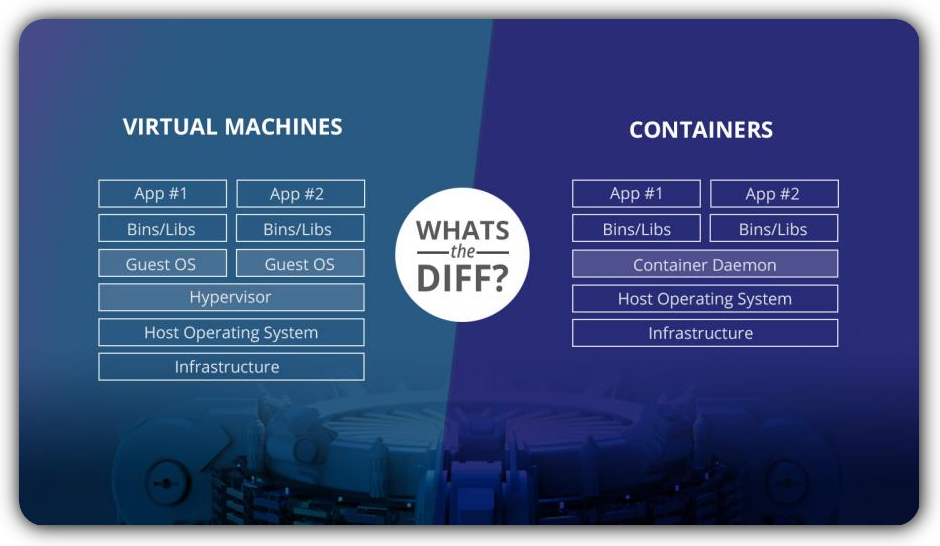 VIRTUAL MACHINES
App #1 App #2
Bins/Libs Bins/Libs
Guest OS Guest OS
Hypervisor
Host Operating System
Infrastructure
WHATS
the
DIFF?
CONTAINERS
App #1 App #2
Bins/Libs Bins/Libs
Container Daemon
Host Operating System
Infrastructure